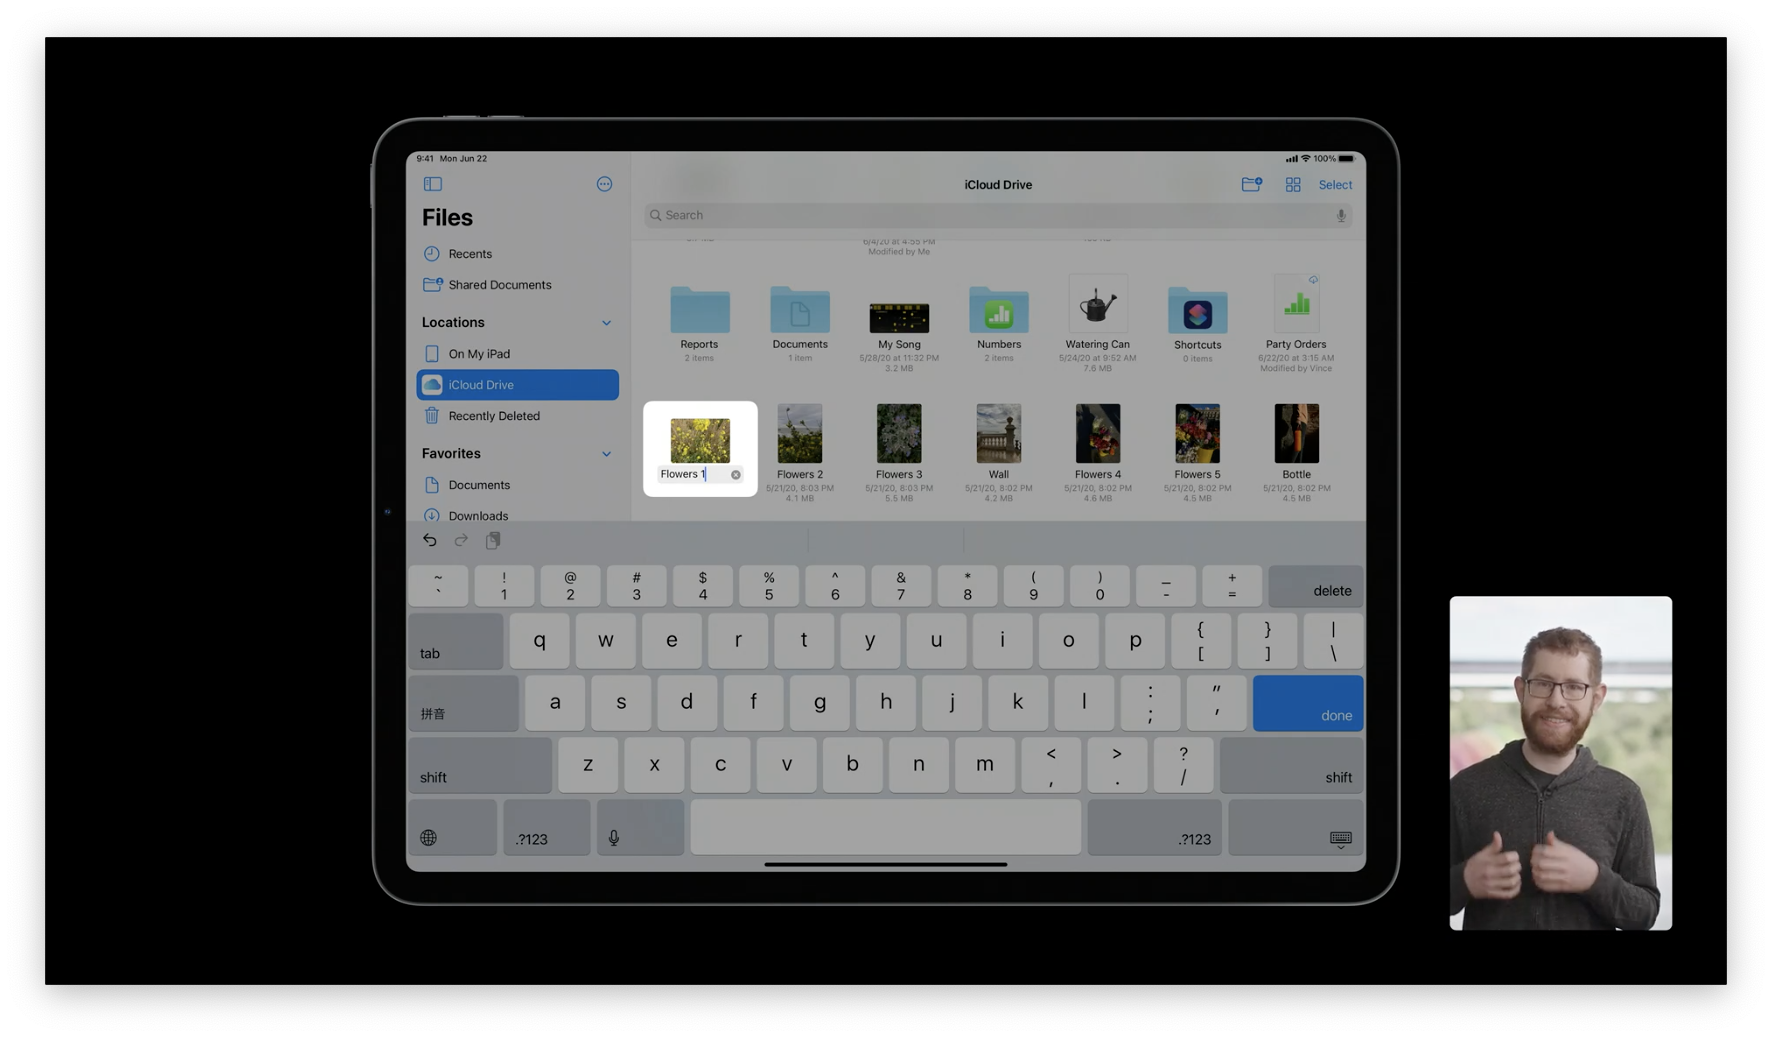 9:41 Mon Jun 22
100%
iCloud Drive
Select
Files
Search
Recents
Shared Documents
Locations
On My iPad
iCloud Drive
Recently Deleted
Favorites
Documents
Downloads
6/4/20 at 4:55 PM
Modified by Me
Reports
2 items
Documents
1 item
My Song
5/28/20 at 11:32 PM
3.2 MB
Numbers
2 items
Watering Can
5/24/20 at 9:52 AM
7.6 MB
Shortcuts
0 items
Party Orders
6/22/20 at 3:15 AM
Modified by Vince
Flowers 1
Flowers 2
5/21/20, 8:03 PM
4.1 MB
Flowers 3
5/21/20, 8:03 PM
5.5 MB
Wall
5/21/20, 8:02 PM
4.2 MB
Flowers 4
5/21/20, 8:02 PM
4.6 MB
Flowers 5
5/21/20, 8:02 PM
4.5 MB
Bottle
5/21/20, 8:02 PM
4.5 MB
~ ! @ # $ % ^ & * ( ) _ +
` 1 2 3 4 5 6 7 8 9 0 - = delete
tab q w e r t y u i o p { [ } ] | \
拼音 a s d f g h j k l : ; " ' done
shift z x c v b n m < , > . ? / shift
.?123 .?123